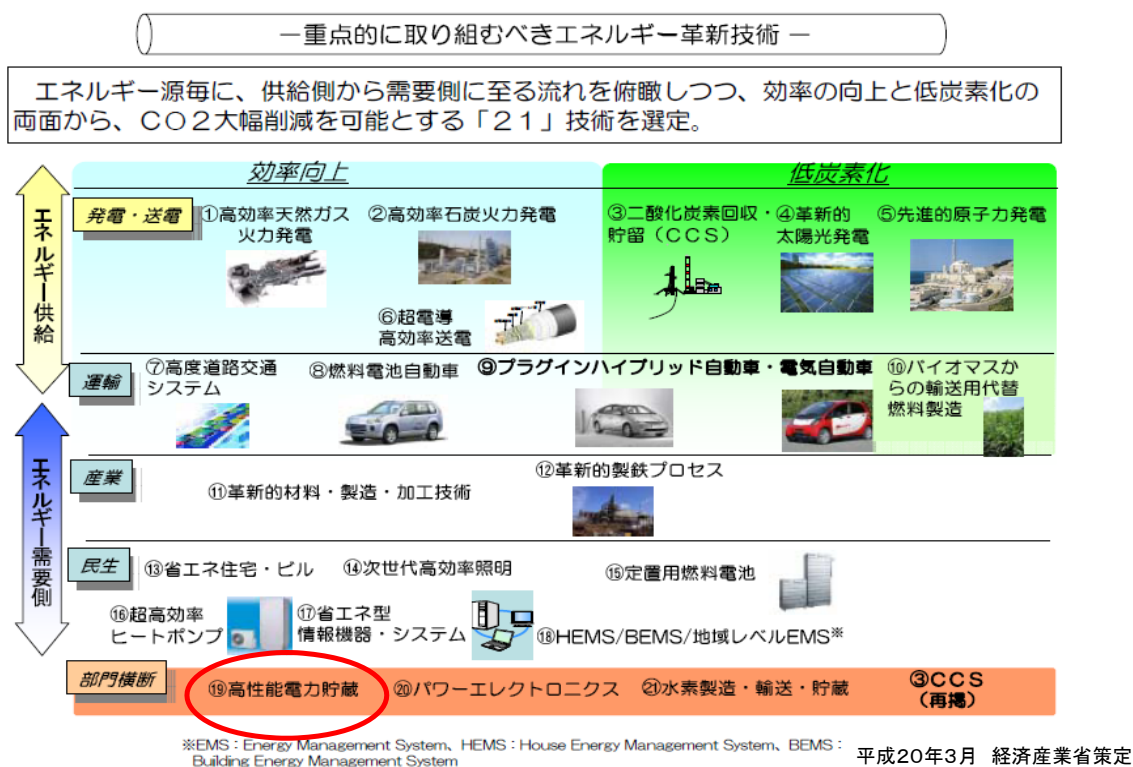 －重点的に取り組むべきエネルギー革新技術－
エネルギー源毎に、供給側から需要側に至る流れを俯瞰しつつ、効率の向上と低炭素化の
両面から、CO2大幅削減を可能とする「21」技術を選定。
効率向上
低炭素化
エネルギー供給
発電・送電
①高効率天然ガス
火力発電
②高効率石炭火力発電
③二酸化炭素回収・
貯留（CCS）
④革新的
太陽光発電
⑤先進的原子力発電
⑥超電導
高効率送電
運輸
⑦高度道路交通
システム
⑧燃料電池自動車
⑨プラグインハイブリッド自動車・電気自動車
⑩バイオマスか
らの輸送用代替
燃料製造
エネルギー需要側
産業
⑪革新的材料・製造・加工技術
⑫革新的製鉄プロセス
民生
⑬省エネ住宅・ビル
⑭次世代高効率照明
⑮定置用燃料電池
⑯超高効率
ヒートポンプ
⑰省エネ型
情報機器・システム
⑱HEMS/BEMS/地域レベルEMS※
部門横断
⑲高性能電力貯蔵
⑳パワーエレクトロニクス
㉑水素製造・輸送・貯蔵
③CCS
（再掲）
※EMS：Energy Management System、HEMS：House Energy Management System、BEMS：
Building Energy Management System
平成20年3月 経済産業省策定